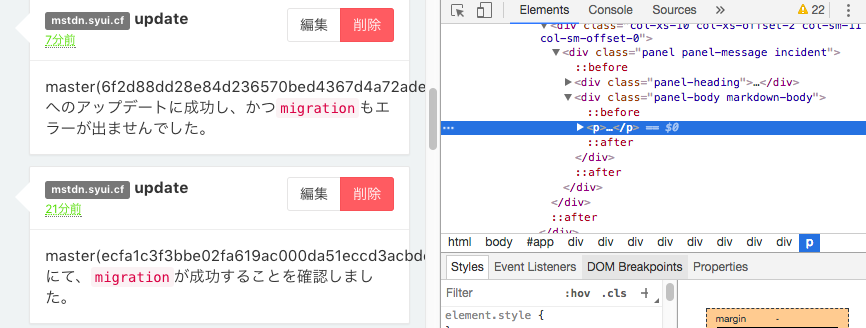 mstdn.syui.cf update
7分前
編集 削除
master(6f2d88dd28e84d236570bed4367d4a72ade
へのアップデートに成功し、かつ migration もエ
ラーが出ませんでした。
mstdn.syui.cf update
21分前
編集 削除
master(ecfa1c3f3bbe02fa619ac000da51eccd3acbd
にて、 migration が成功することを確認しまし
た。
Elements Console Sources » 22
<div class="col-xs-10 col-xs-offset-2 col-sm-11
col-sm-offset-0">
▼<div class="panel panel-message incident">
::before
▶<div class="panel-heading">…</div>
▼<div class="panel-body markdown-body">
::before
… ▶<p>…</p> == $0
::after
</div>
::after
</div>
</div>
::after
</div>
html body #app div div div div div div div div p
Styles Event Listeners DOM Breakpoints Properties
Filter :hov .cls +
element.style {
margin -